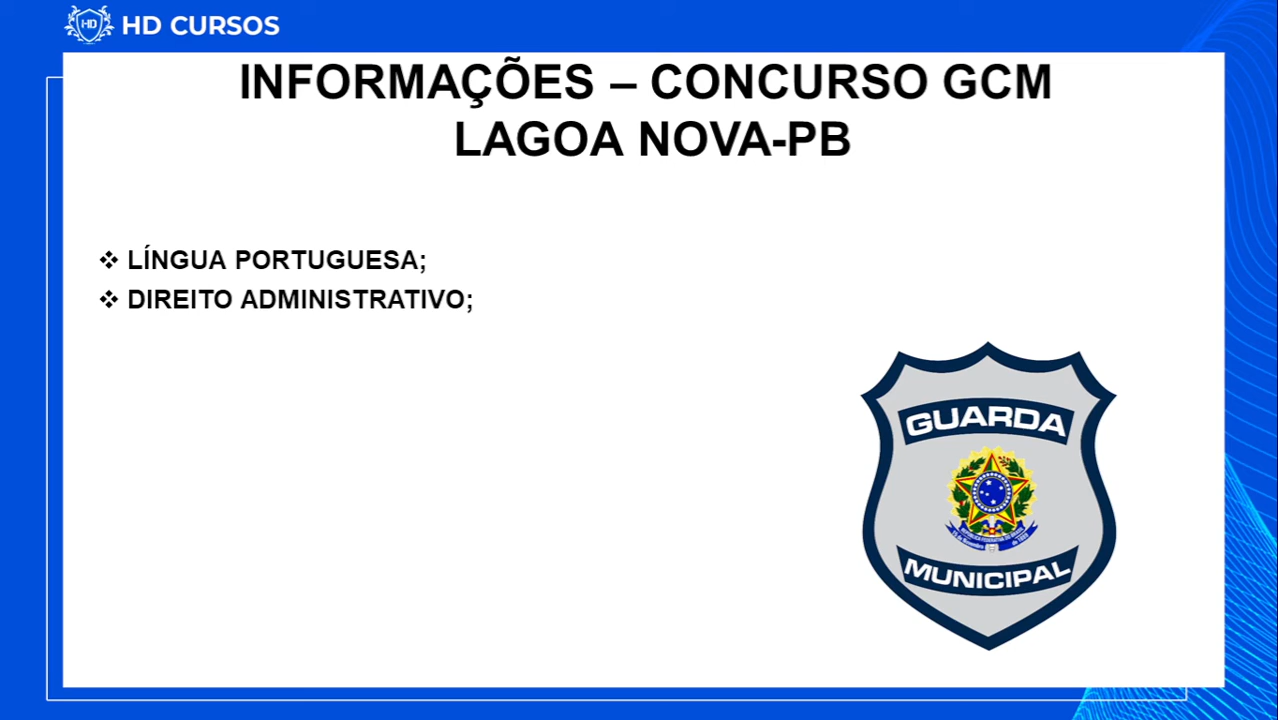 HD CURSOS
INFORMAÇÕES – CONCURSO GCM
LAGOA NOVA-PB
❖ LÍNGUA PORTUGUESA;
❖ DIREITO ADMINISTRATIVO;
GUARDA
MUNICIPAL